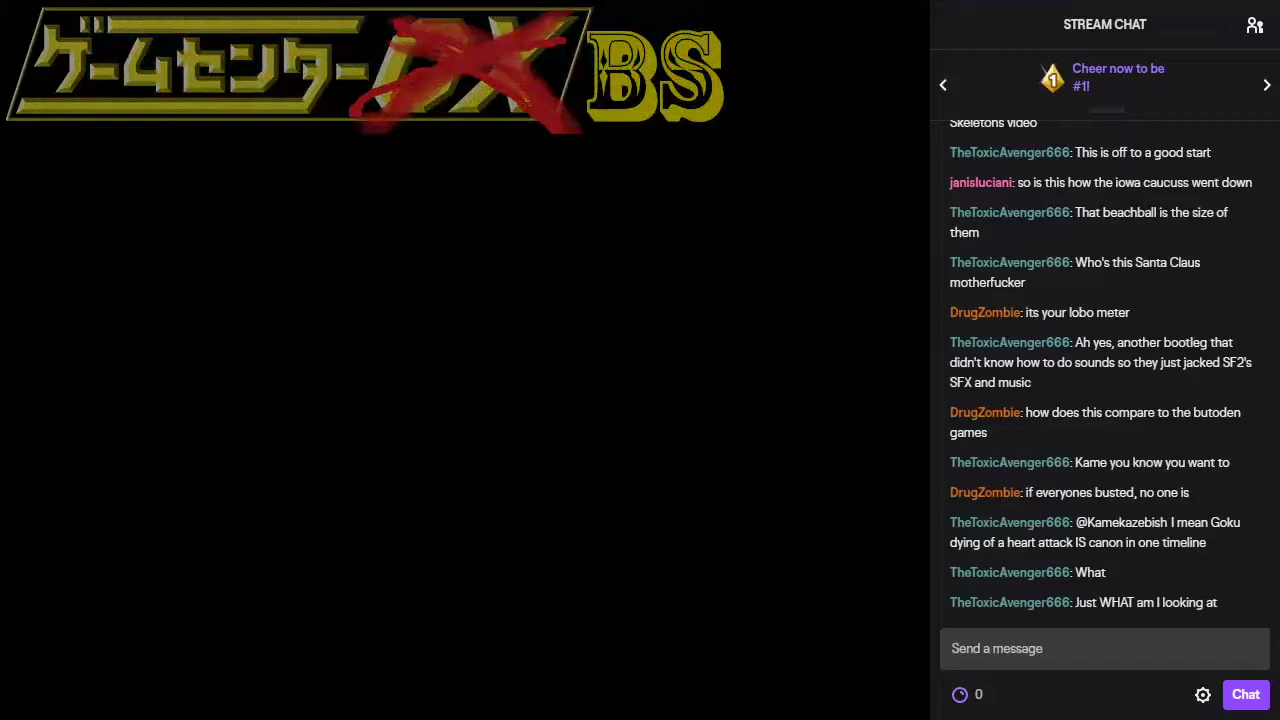 ゲームセンターCX BS
STREAM CHAT
1
Cheer now to be
#1!
Skeletons video
TheToxicAvenger666: This is off to a good start
janisluciani: so is this how the iowa caucuss went down
TheToxicAvenger666: That beachball is the size of
them
TheToxicAvenger666: Who's this Santa Claus
motherfucker
DrugZombie: its your lobo meter
TheToxicAvenger666: Ah yes, another bootleg that
didn't know how to do sounds so they just jacked SF2's
SFX and music
DrugZombie: how does this compare to the butoden
games
TheToxicAvenger666: Kame you know you want to
DrugZombie: if everyones busted, no one is
TheToxicAvenger666: @Kamekazebish I mean Goku
dying of a heart attack IS canon in one timeline
TheToxicAvenger666: What
TheToxicAvenger666: Just WHAT am I looking at
Send a message
0
Chat